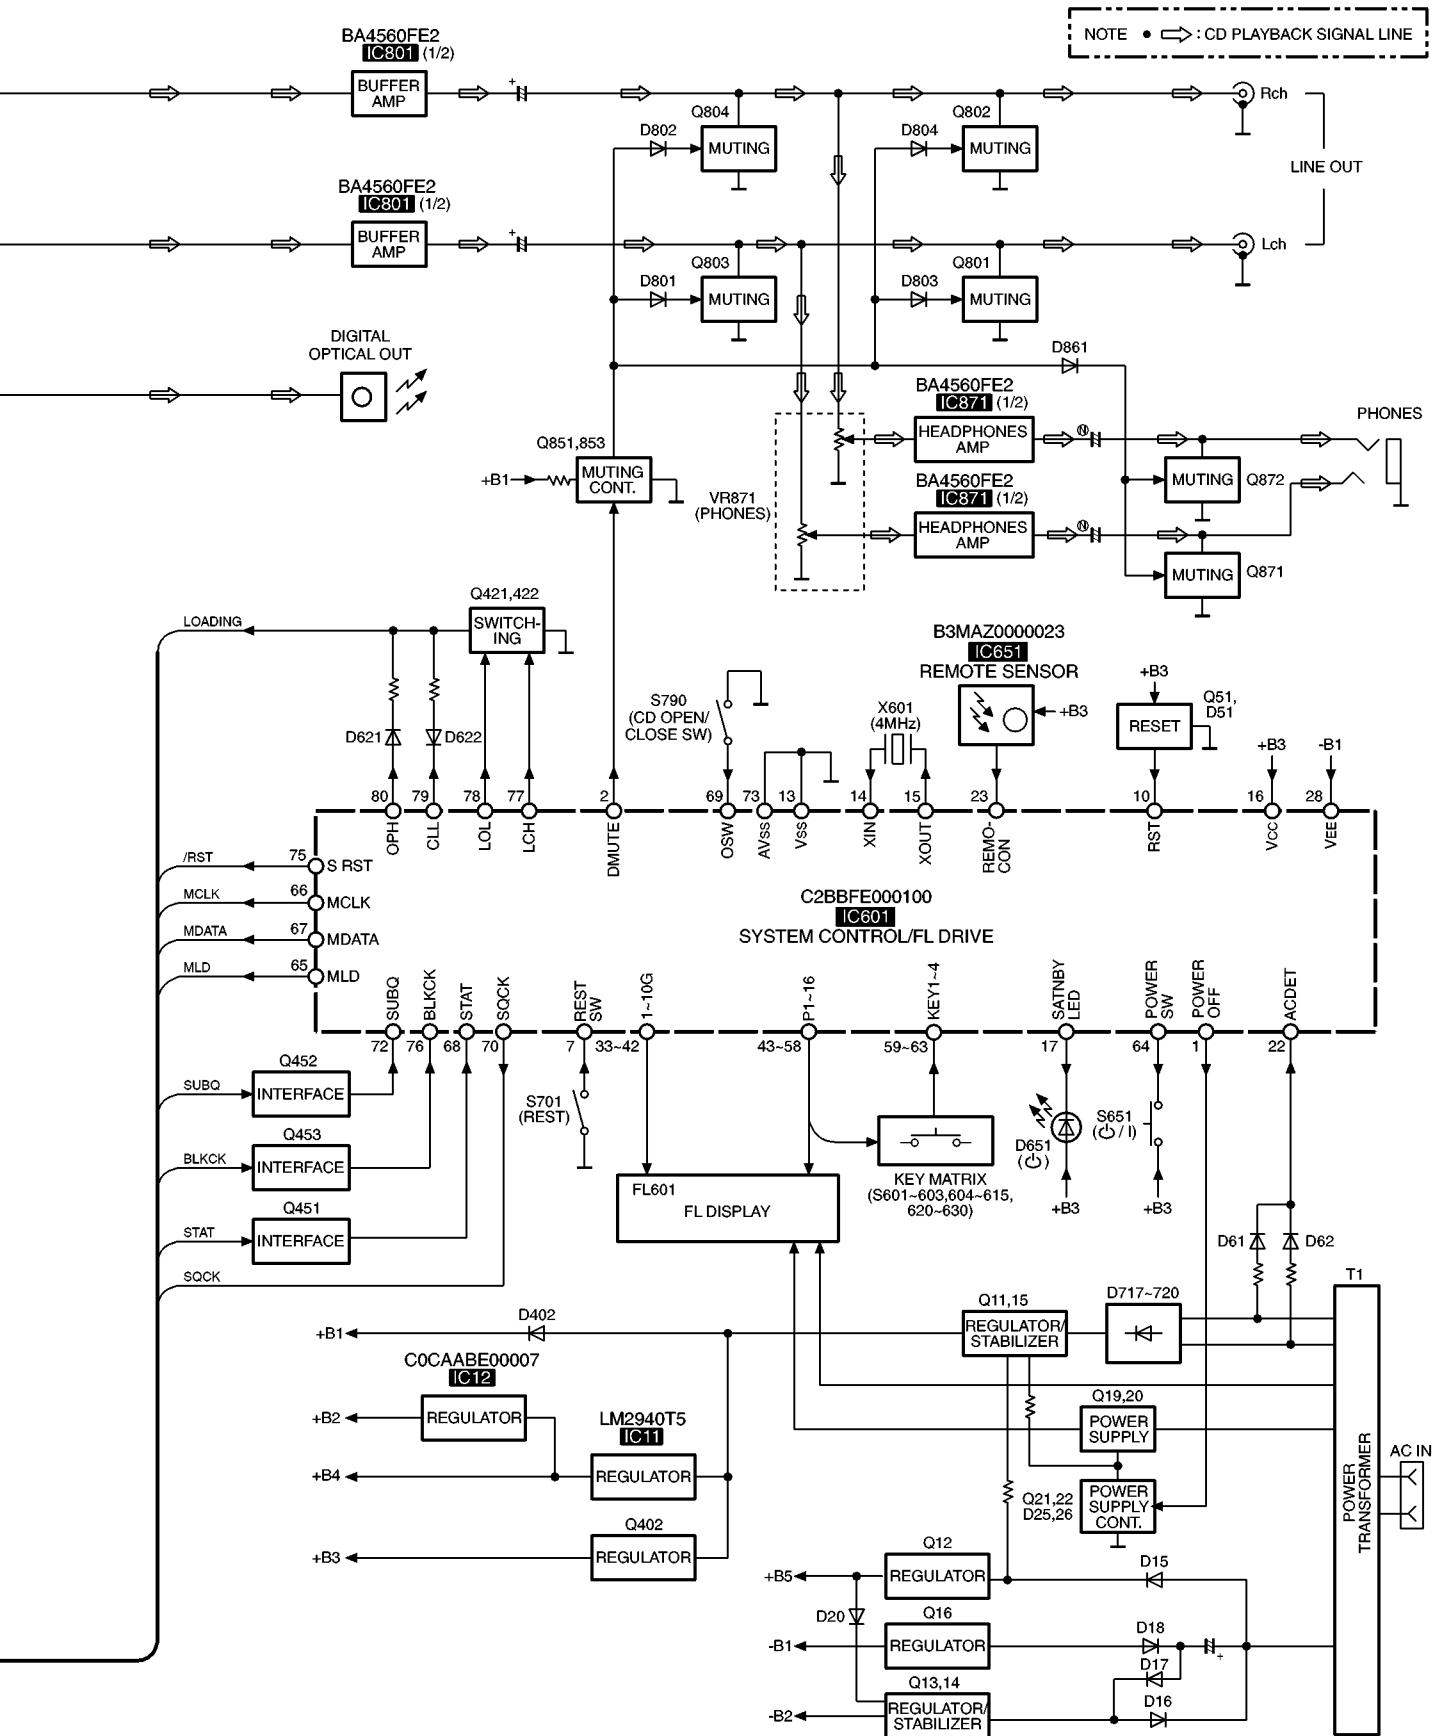 NOTE ● ⇨ : CD PLAYBACK SIGNAL LINE
BA4560FE2
IC801 (1/2)
BUFFER
AMP
+
Rch
Q804
D802
MUTING
Q802
D804
MUTING
LINE OUT
BA4560FE2
IC801 (1/2)
BUFFER
AMP
+
Lch
Q803
D801
MUTING
Q801
D803
MUTING
DIGITAL
OPTICAL OUT
D861
BA4560FE2
IC871 (1/2)
HEADPHONES
AMP
N
PHONES
Q851,853
+B1
MUTING
CONT.
VR871
(PHONES)
BA4560FE2
IC871 (1/2)
HEADPHONES
AMP
N
MUTING
Q872
MUTING
Q871
LOADING
Q421,422
SWITCH-
ING
D621
D622
S790
(CD OPEN/
CLOSE SW)
X601
(4MHz)
B3MAZ0000023
IC651
REMOTE SENSOR
+B3
+B3
RESET
Q51,
D51
+B3
-B1
80
79
78
77
2
69
73
13
14
15
23
10
16
28
OPH
CLL
LOL
LCH
DMUTE
OSW
AVSS
VSS
XIN
XOUT
REMO-
CON
RST
VCC
VEE
/RST
75
S RST
MCLK
66
MCLK
MDATA
67
MDATA
MLD
65
MLD
C2BBFE000100
IC601
SYSTEM CONTROL/FL DRIVE
SUBQ
BLKCK
STAT
SQCK
REST
SW
1~10G
P1~16
KEY1~4
SATNBY
LED
POWER
SW
POWER
OFF
ACDET
72
76
68
70
7
33~42
43~58
59~63
17
64
1
22
SUBQ
Q452
INTERFACE
BLKCK
Q453
INTERFACE
STAT
Q451
INTERFACE
SQCK
S701
(REST)
FL601
FL DISPLAY
KEY MATRIX
(S601~603,604~615,
620~630)
D651
(⏻)
+B3
S651
(⏻ / I)
+B3
D61
D62
T1
POWER
TRANSFORMER
AC IN
D717~720
Q11,15
REGULATOR/
STABILIZER
D402
+B1
C0CAABE00007
IC12
REGULATOR
+B2
LM2940T5
IC11
REGULATOR
+B4
Q402
REGULATOR
+B3
Q19,20
POWER
SUPPLY
Q21,22
D25,26
POWER
SUPPLY
CONT.
Q12
REGULATOR
+B5
D15
D20
Q16
REGULATOR
-B1
D18
+
D17
Q13,14
REGULATOR/
STABILIZER
-B2
D16